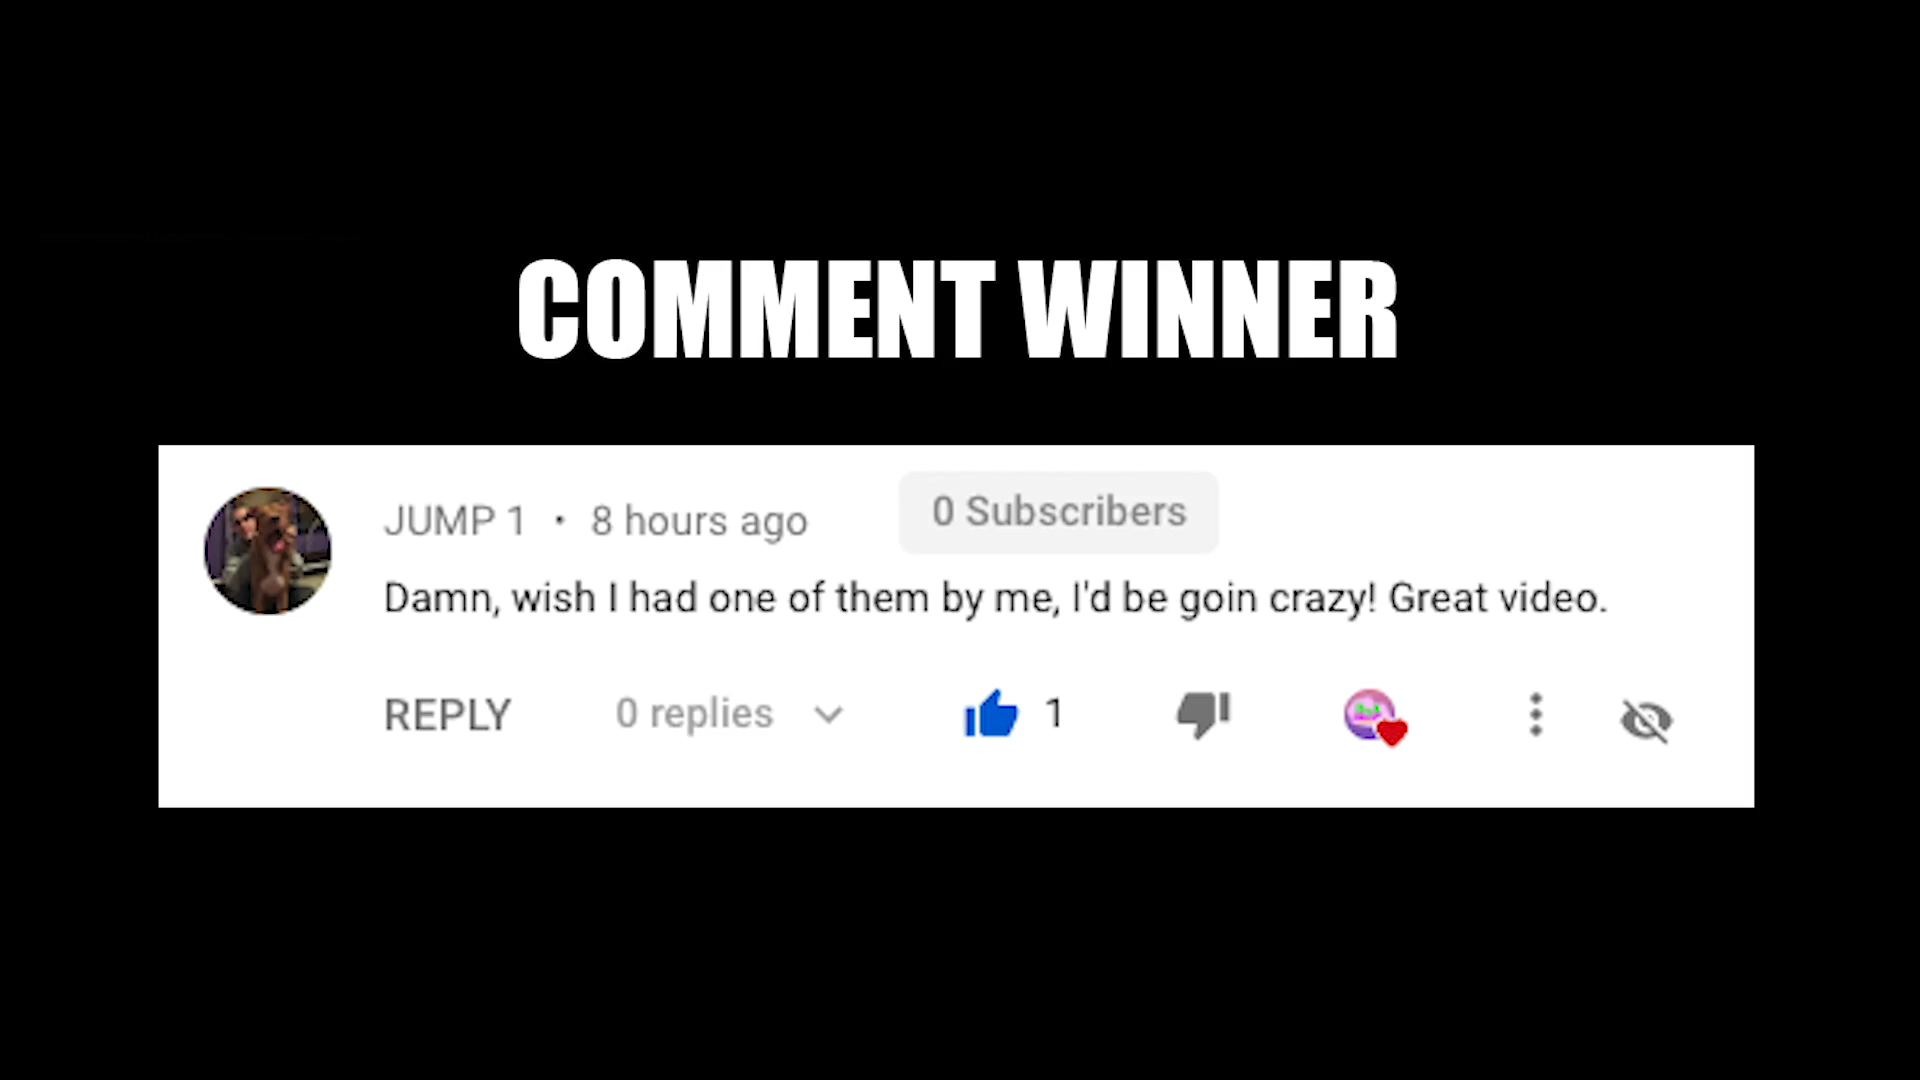 COMMENT WINNER
JUMP 1 • 8 hours ago 0 Subscribers
Damn, wish I had one of them by me, I'd be goin crazy! Great video.
REPLY 0 replies 1